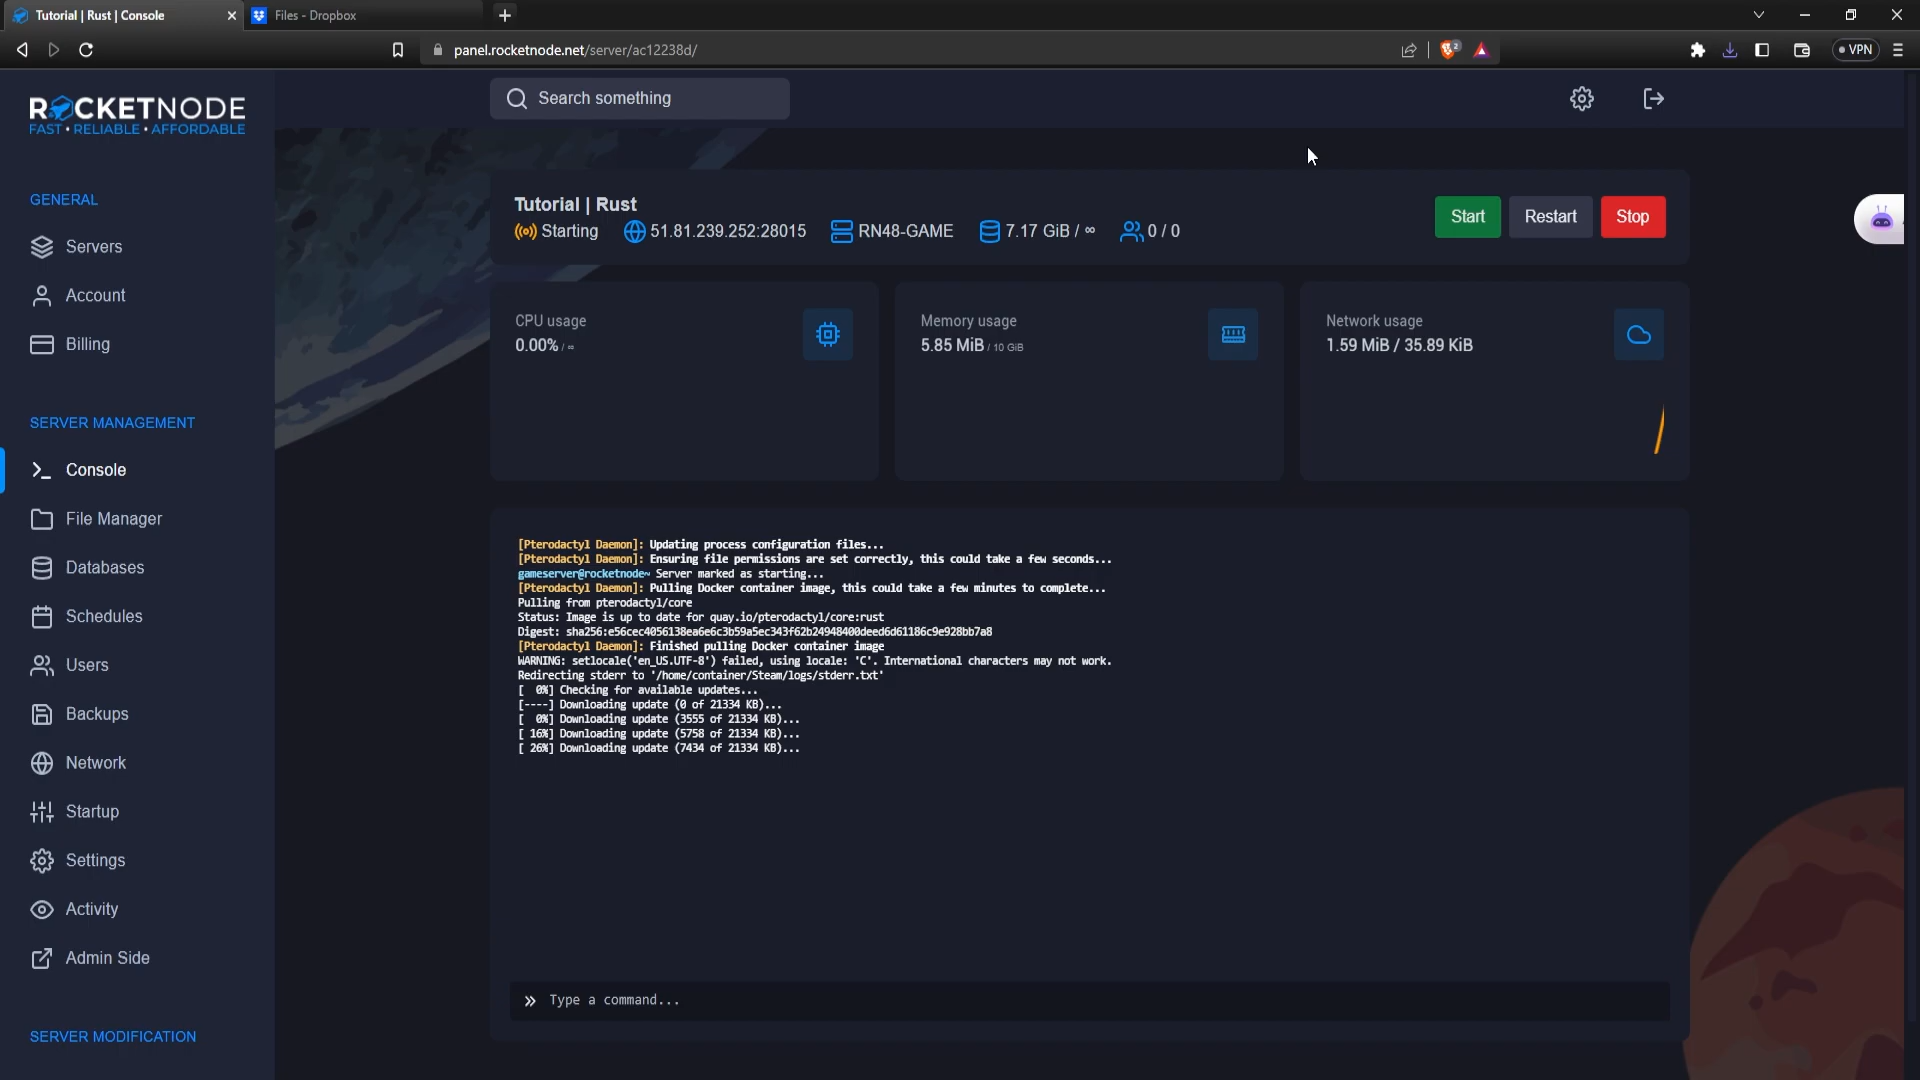 Tutorial | Rust | Console
Files - Dropbox
panel.rocketnode.net/server/ac12238d/
2
VPN
ROCKETNODE
FAST • RELIABLE • AFFORDABLE
Search something
GENERAL
Servers
Account
Billing
SERVER MANAGEMENT
Console
File Manager
Databases
Schedules
Users
Backups
Network
Startup
Settings
Activity
Admin Side
SERVER MODIFICATION
Tutorial | Rust
Starting 51.81.239.252:28015 RN48-GAME 7.17 GiB / ∞ 0 / 0
Start Restart Stop
CPU usage
0.00% / ∞
Memory usage
5.85 MiB / 10 GiB
Network usage
1.59 MiB / 35.89 KiB
[Pterodactyl Daemon]: Updating process configuration files...
[Pterodactyl Daemon]: Ensuring file permissions are set correctly, this could take a few seconds...
gameserver@rocketnode~ Server marked as starting...
[Pterodactyl Daemon]: Pulling Docker container image, this could take a few minutes to complete...
Pulling from pterodactyl/core
Status: Image is up to date for quay.io/pterodactyl/core:rust
Digest: sha256:e56cec4056138ea6e6c3b59a5ec343f62b24948400deed6d61186c9e928bb7a8
[Pterodactyl Daemon]: Finished pulling Docker container image
WARNING: setlocale('en_US.UTF-8') failed, using locale: 'C'. International characters may not work.
Redirecting stderr to '/home/container/Steam/logs/stderr.txt'
[ 0%] Checking for available updates...
[----] Downloading update (0 of 21334 KB)...
[ 0%] Downloading update (3555 of 21334 KB)...
[ 16%] Downloading update (5758 of 21334 KB)...
[ 26%] Downloading update (7434 of 21334 KB)...
» Type a command...